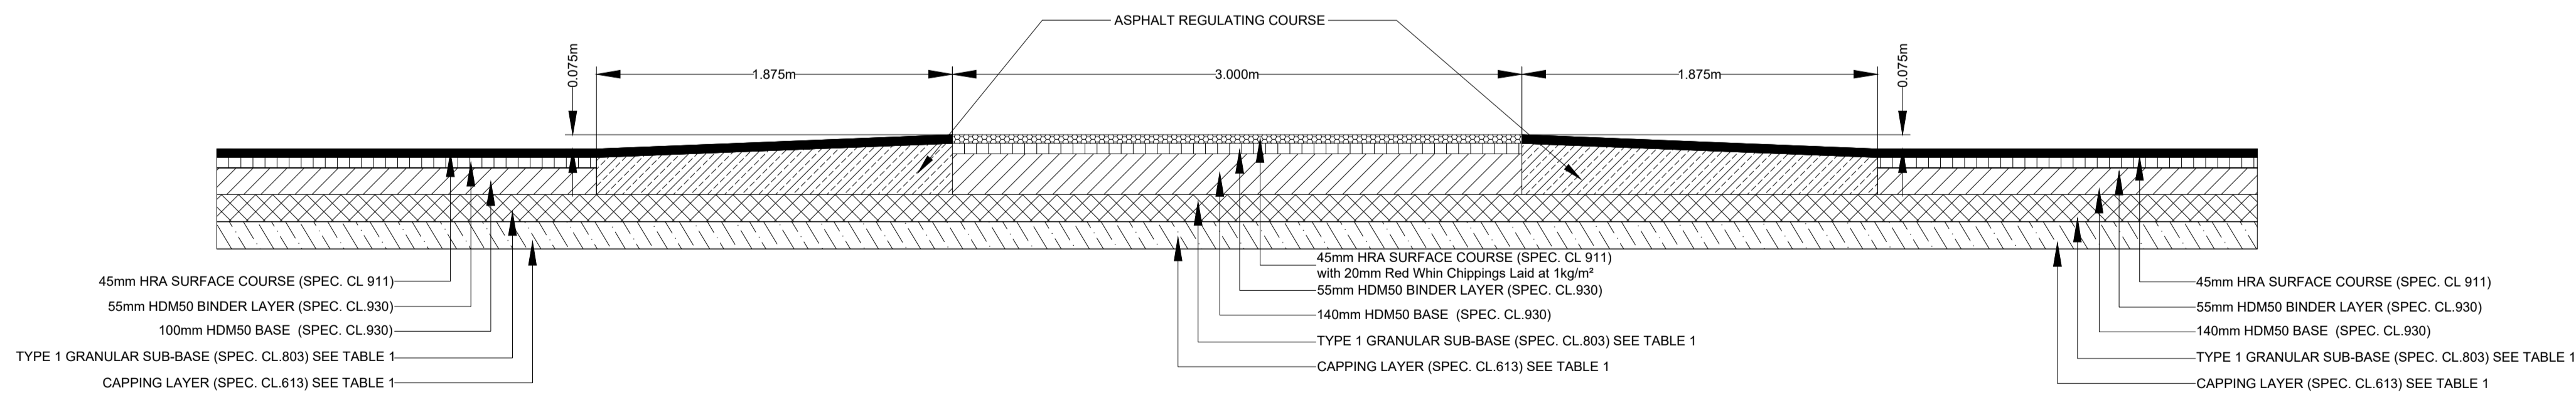 ASPHALT REGULATING COURSE
0.075m
1.875m
3.000m
1.875m
0.075m
45mm HRA SURFACE COURSE (SPEC. CL 911)
55mm HDM50 BINDER LAYER (SPEC. CL.930)
100mm HDM50 BASE (SPEC. CL.930)
TYPE 1 GRANULAR SUB-BASE (SPEC. CL.803) SEE TABLE 1
CAPPING LAYER (SPEC. CL.613) SEE TABLE 1
45mm HRA SURFACE COURSE (SPEC. CL 911)
with 20mm Red Whin Chippings Laid at 1kg/m²
55mm HDM50 BINDER LAYER (SPEC. CL.930)
140mm HDM50 BASE (SPEC. CL.930)
TYPE 1 GRANULAR SUB-BASE (SPEC. CL.803) SEE TABLE 1
CAPPING LAYER (SPEC. CL.613) SEE TABLE 1
45mm HRA SURFACE COURSE (SPEC. CL 911)
55mm HDM50 BINDER LAYER (SPEC. CL.930)
140mm HDM50 BASE (SPEC. CL.930)
TYPE 1 GRANULAR SUB-BASE (SPEC. CL.803) SEE TABLE 1
CAPPING LAYER (SPEC. CL.613) SEE TABLE 1